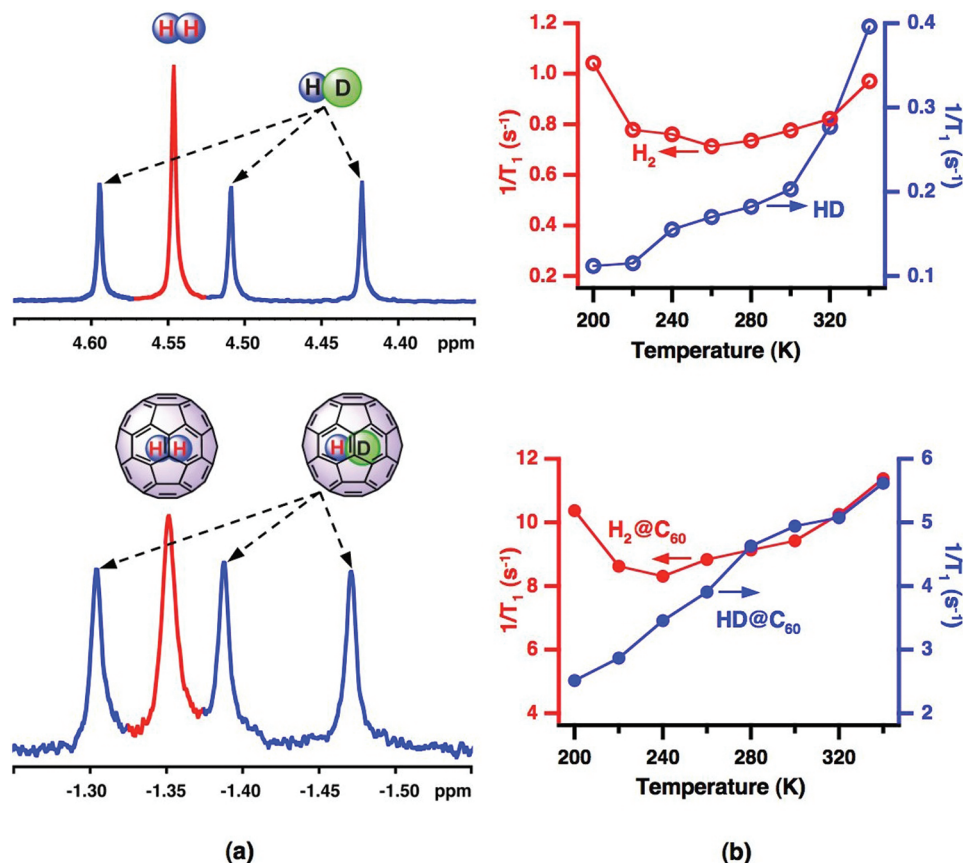 H H
H D
4.60 4.55 4.50 4.45 4.40 ppm
1.2
1.0
0.8
0.6
0.4
0.2
1/T1 (s-1)
H2
HD
0.4
0.3
0.2
0.1
1/T1 (s-1)
200 240 280 320
Temperature (K)
H H
H D
-1.30 -1.35 -1.40 -1.45 -1.50 ppm
12
10
8
6
4
1/T1 (s-1)
H2@C60
HD@C60
6
5
4
3
2
1/T1 (s-1)
200 240 280 320
Temperature (K)
(a) (b)